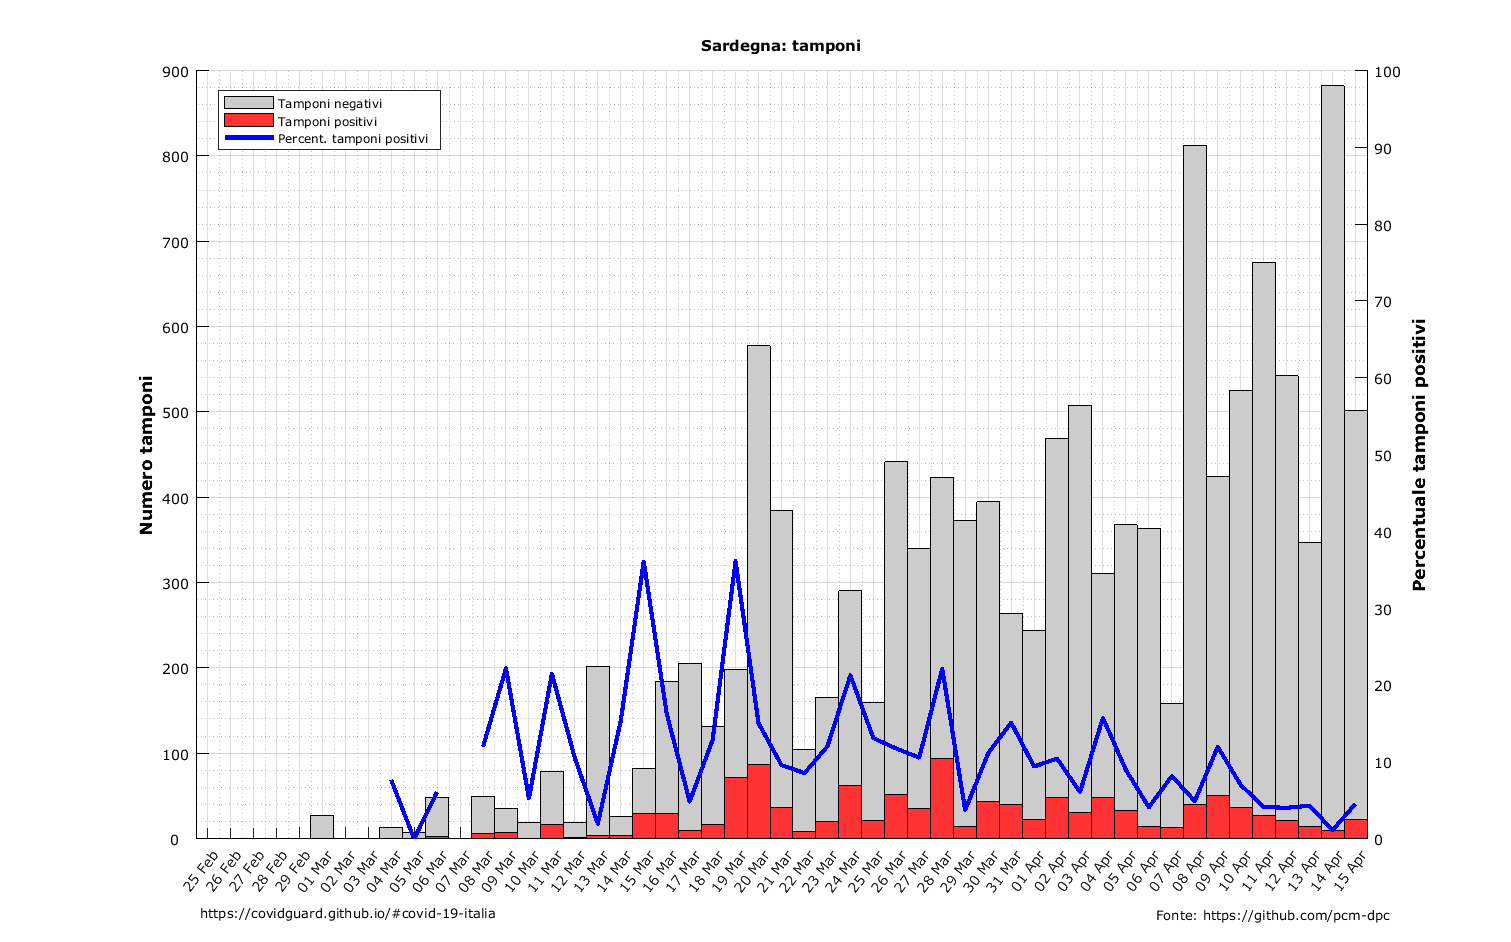 Sardegna: tamponi
900
800
700
600
500
400
300
200
100
0
Numero tamponi
Tamponi negativi
Tamponi positivi
Percent. tamponi positivi
100
90
80
70
60
50
40
30
20
10
0
Percentuale tamponi positivi
25 Feb
26 Feb
27 Feb
28 Feb
29 Feb
01 Mar
02 Mar
03 Mar
04 Mar
05 Mar
06 Mar
07 Mar
08 Mar
09 Mar
10 Mar
11 Mar
12 Mar
13 Mar
14 Mar
15 Mar
16 Mar
17 Mar
18 Mar
19 Mar
20 Mar
21 Mar
22 Mar
23 Mar
24 Mar
25 Mar
26 Mar
27 Mar
28 Mar
29 Mar
30 Mar
31 Mar
01 Apr
02 Apr
03 Apr
04 Apr
05 Apr
06 Apr
07 Apr
08 Apr
09 Apr
10 Apr
11 Apr
12 Apr
13 Apr
14 Apr
15 Apr
https://covidguard.github.io/#covid-19-italia
Fonte: https://github.com/pcm-dpc